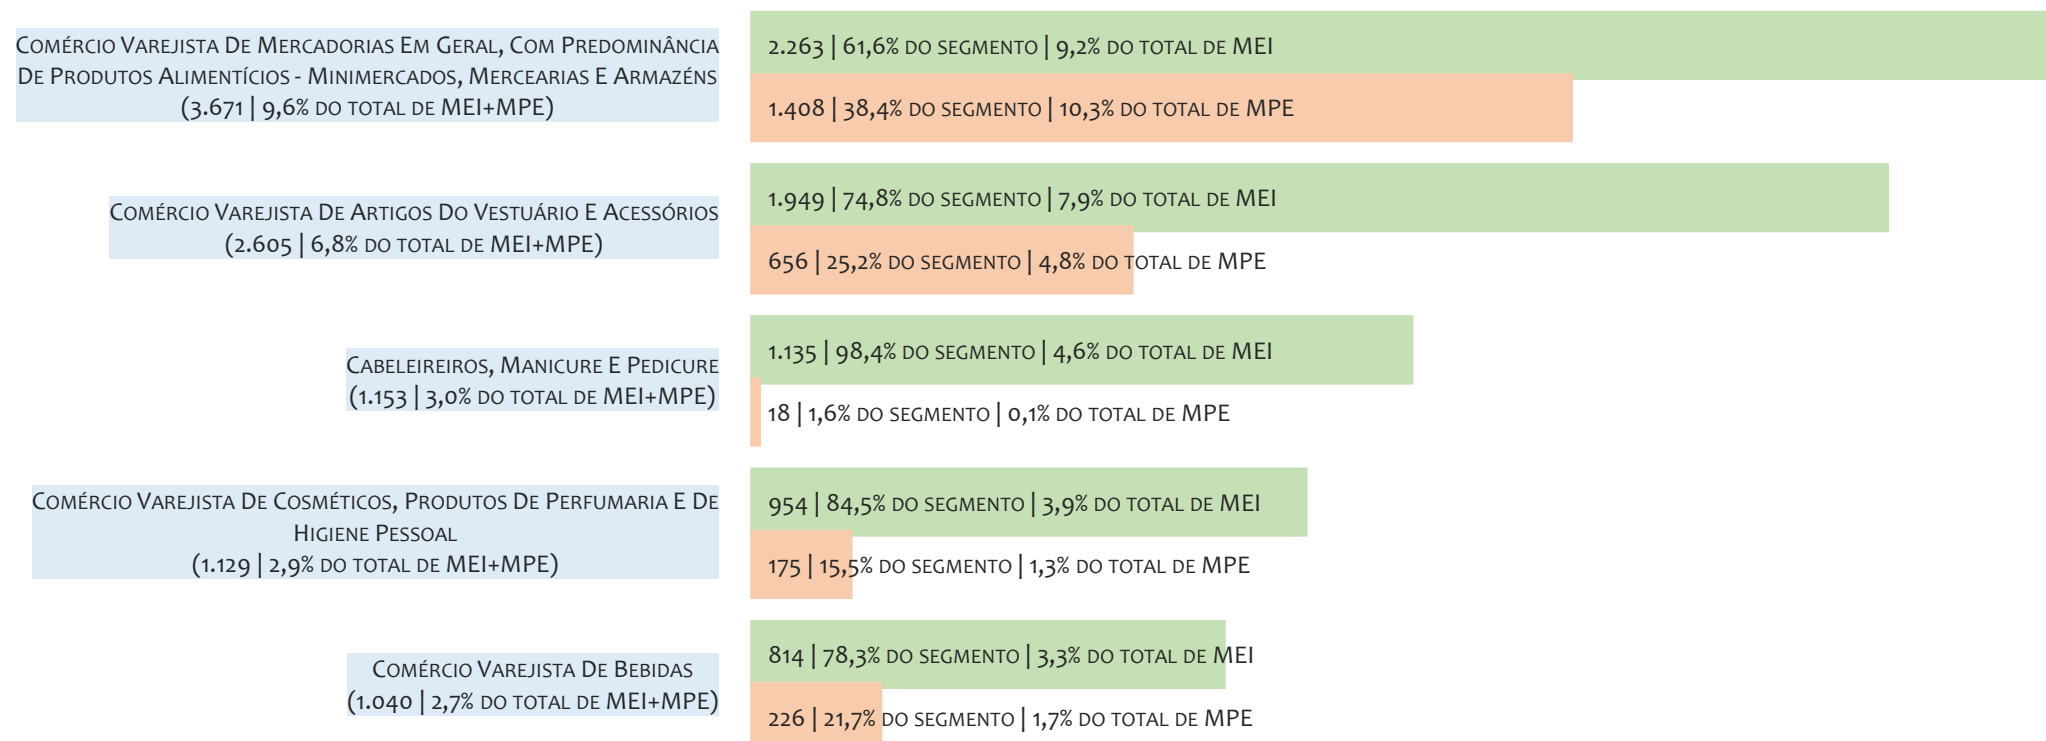 Comércio Varejista De Mercadorias Em Geral, Com Predominância
De Produtos Alimentícios - Minimercados, Mercearias E Armazéns
(3.671 | 9,6% do total de MEI+MPE)
2.263 | 61,6% do segmento | 9,2% do total de MEI
1.408 | 38,4% do segmento | 10,3% do total de MPE
Comércio Varejista De Artigos Do Vestuário E Acessórios
(2.605 | 6,8% do total de MEI+MPE)
1.949 | 74,8% do segmento | 7,9% do total de MEI
656 | 25,2% do segmento | 4,8% do total de MPE
Cabeleireiros, Manicure E Pedicure
(1.153 | 3,0% do total de MEI+MPE)
1.135 | 98,4% do segmento | 4,6% do total de MEI
18 | 1,6% do segmento | 0,1% do total de MPE
Comércio Varejista De Cosméticos, Produtos De Perfumaria E De
Higiene Pessoal
(1.129 | 2,9% do total de MEI+MPE)
954 | 84,5% do segmento | 3,9% do total de MEI
175 | 15,5% do segmento | 1,3% do total de MPE
Comércio Varejista De Bebidas
(1.040 | 2,7% do total de MEI+MPE)
814 | 78,3% do segmento | 3,3% do total de MEI
226 | 21,7% do segmento | 1,7% do total de MPE